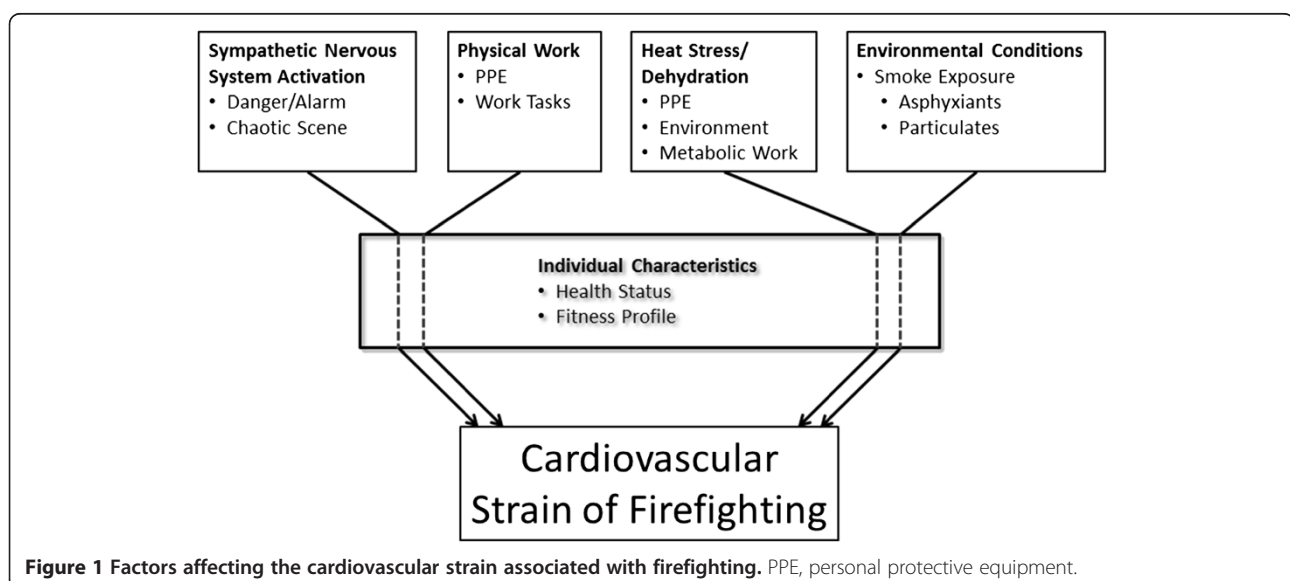 Sympathetic Nervous
System Activation
• Danger/Alarm
• Chaotic Scene
Physical Work
• PPE
• Work Tasks
Heat Stress/
Dehydration
• PPE
• Environment
• Metabolic Work
Environmental Conditions
• Smoke Exposure
• Asphyxiants
• Particulates
Individual Characteristics
• Health Status
• Fitness Profile
Cardiovascular
Strain of Firefighting
Figure 1 Factors affecting the cardiovascular strain associated with firefighting. PPE, personal protective equipment.